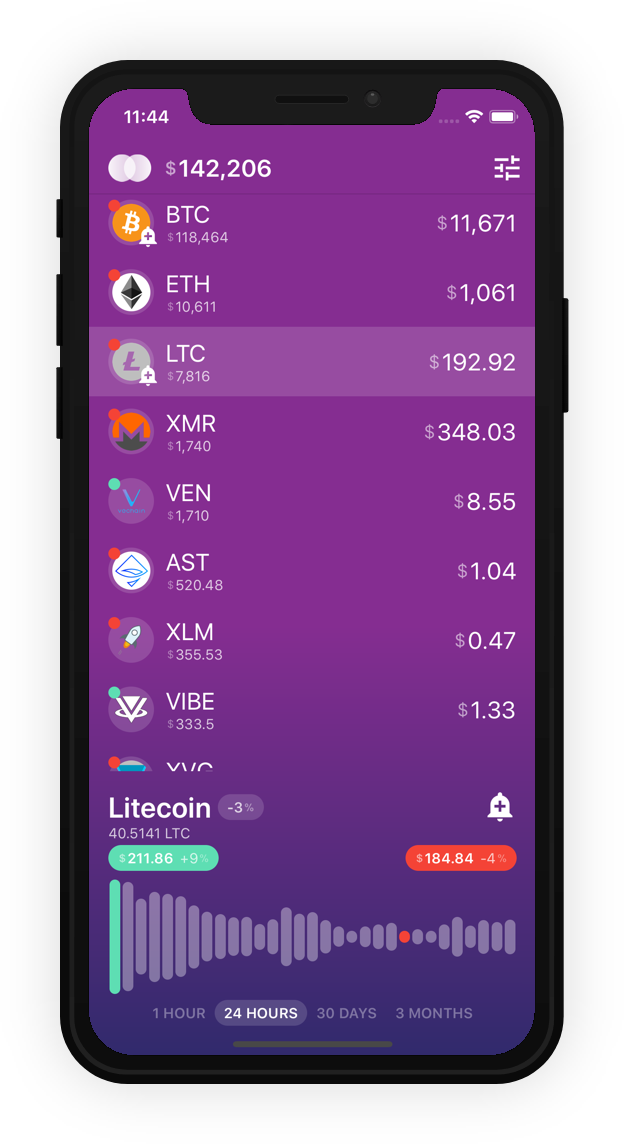 11:44
$142,206
BTC
$118,464
$11,671
ETH
$10,611
$1,061
LTC
$7,816
$192.92
XMR
$1,740
$348.03
VEN
$1,710
$8.55
AST
$520.48
$1.04
XLM
$355.53
$0.47
VIBE
$333.5
$1.33
XVG
Litecoin -3%
40.5141 LTC
$211.86 +9%
$184.84 -4%
1 HOUR 24 HOURS 30 DAYS 3 MONTHS